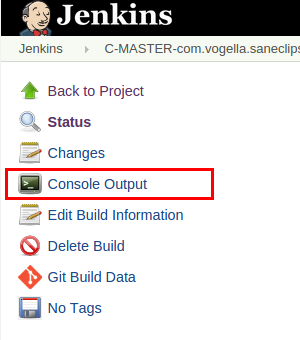 Jenkins
Jenkins C-MASTER-com.vogella.saneclips
Back to Project
Status
Changes
Console Output
Edit Build Information
Delete Build
Git Build Data
No Tags